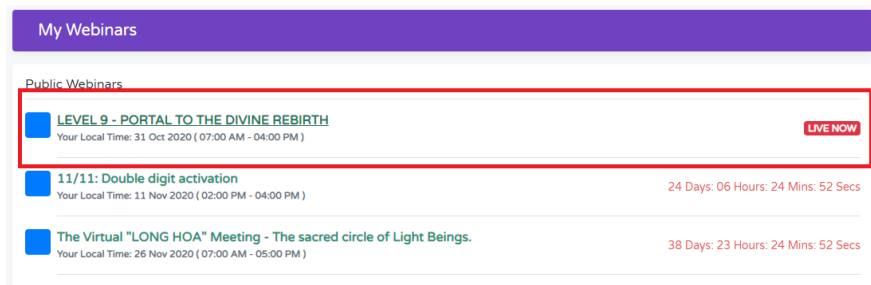 My Webinars
Public Webinars
LEVEL 9 - PORTAL TO THE DIVINE REBIRTH
Your Local Time: 31 Oct 2020 ( 07:00 AM - 04:00 PM )
LIVE NOW
11/11: Double digit activation
Your Local Time: 11 Nov 2020 ( 02:00 PM - 04:00 PM )
24 Days: 06 Hours: 24 Mins: 52 Secs
The Virtual "LONG HOA" Meeting - The sacred circle of Light Beings.
Your Local Time: 26 Nov 2020 ( 07:00 AM - 05:00 PM )
38 Days: 23 Hours: 24 Mins: 52 Secs